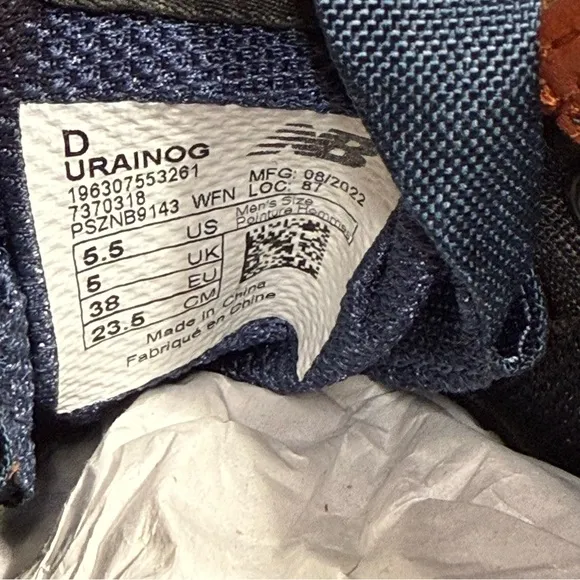 D
URAINOG
196307553261
7370318 MFG: 08/2022
PSZNB9143 WFN LOC: 87
Men's Size
Pointure Hommes
5.5 US
5 UK
38 EU
23.5 CM
Made in China
Fabriqué en Chine
NB